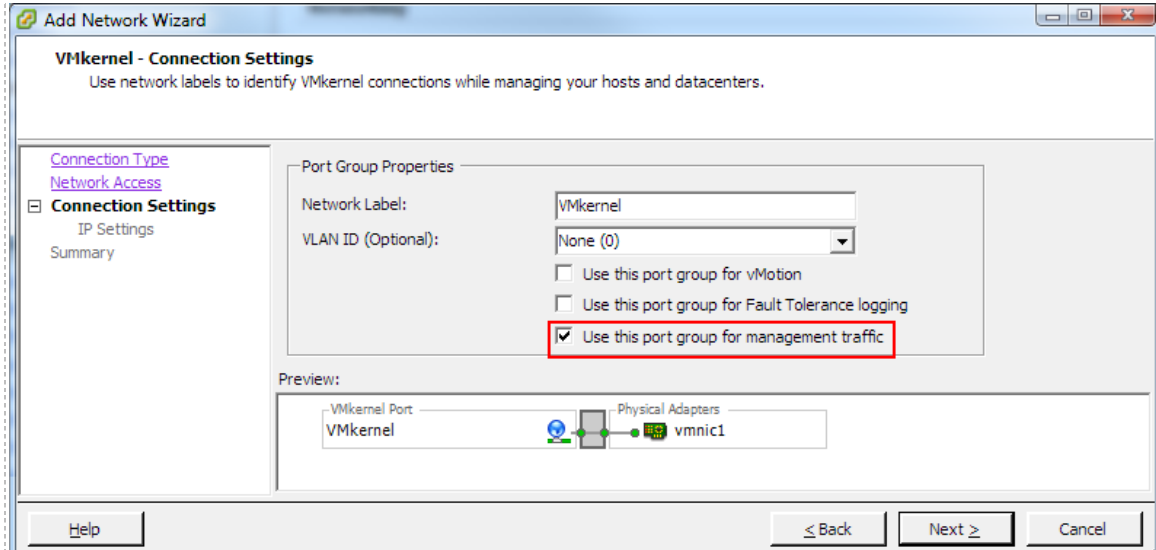 Add Network Wizard
VMkernel - Connection Settings
Use network labels to identify VMkernel connections while managing your hosts and datacenters.
Connection Type
Network Access
Connection Settings
IP Settings
Summary
Port Group Properties
Network Label:
VMkernel
VLAN ID (Optional):
None (0)
Use this port group for vMotion
Use this port group for Fault Tolerance logging
Use this port group for management traffic
Preview:
VMkernel Port
VMkernel
Physical Adapters
vmnic1
Help
< Back
Next >
Cancel